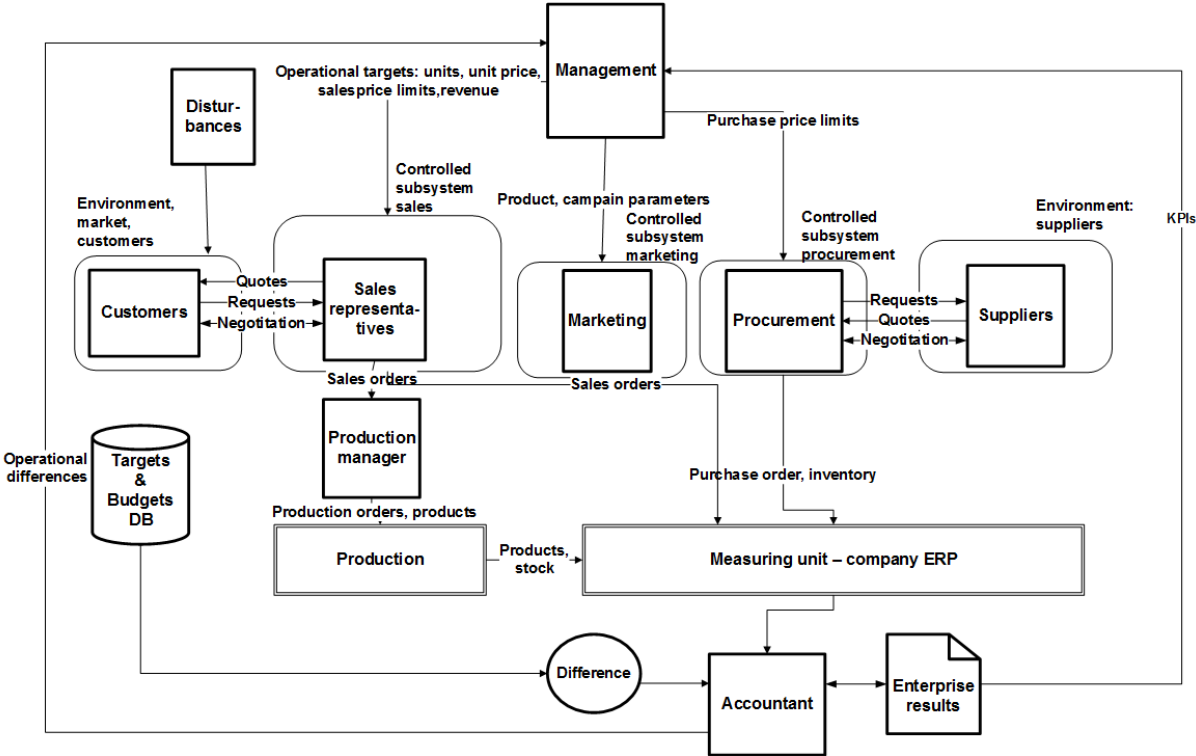 Management
Operational targets: units, unit price,
salesprice limits,revenue
Distur-
bances
Purchase price limits
Controlled
subsystem
sales
Product, campain parameters
Environment,
market,
customers
Controlled
subsystem
marketing
Controlled
subsystem
procurement
Environment:
suppliers
KPIs
Customers
Quotes
Requests
Negotitation
Sales
representa-
tives
Marketing
Procurement
Requests
Quotes
Negotitation
Suppliers
Sales orders
Sales orders
Production
manager
Operational
differences
Targets
&
Budgets
DB
Purchase order, inventory
Production orders, products
Production
Products,
stock
Measuring unit – company ERP
Difference
Accountant
Enterprise
results